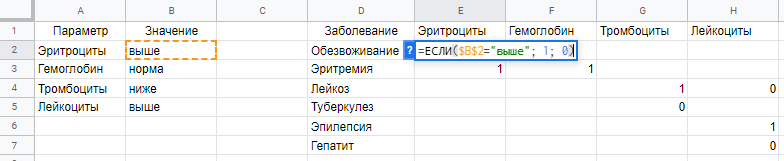 A B C D E F G H
1 Параметр Значение Заболевание Эритроциты Гемоглобин Тромбоциты Лейкоциты
2 Эритроциты выше Обезвоживание ? =ЕСЛИ($B$2="выше"; 1; 0)
3 Гемоглобин норма Эритремия 1 1
4 Тромбоциты ниже Лейкоз 1 0
5 Лейкоциты выше Туберкулез 0
6 Эпилепсия 1
7 Гепатит 0